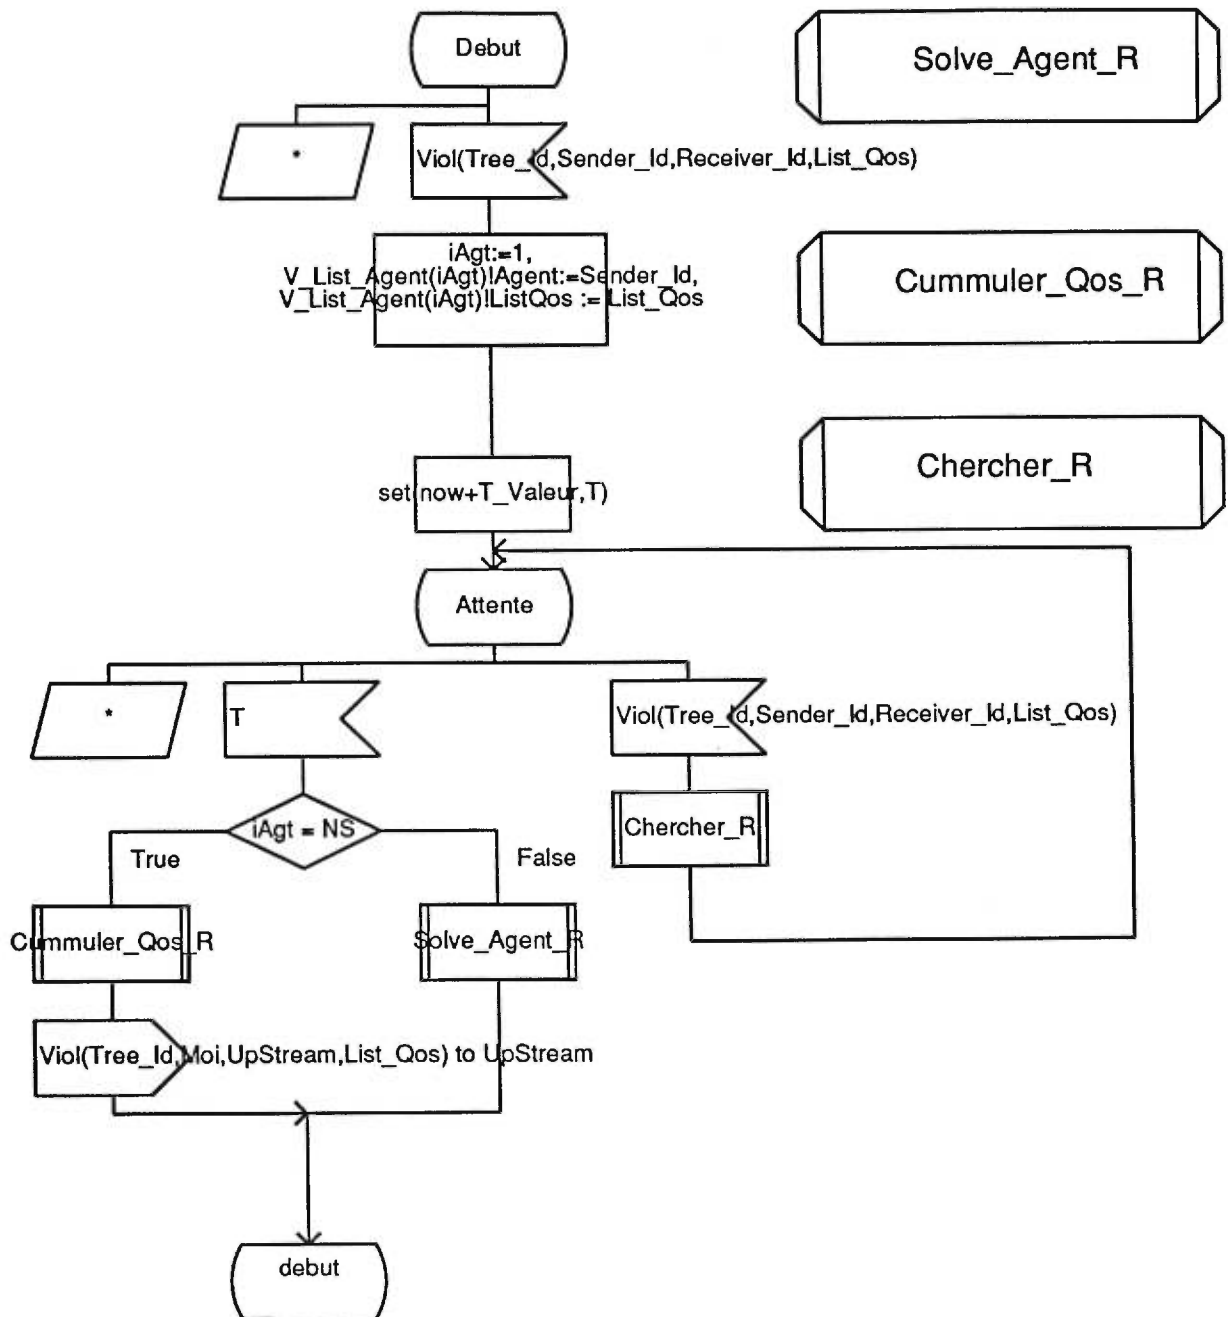 Debut
Solve_Agent_R
*
Viol(Tree_Id,Sender_Id,Receiver_Id,List_Qos)
iAgt:=1,
V_List_Agent(iAgt)!Agent:=Sender_Id,
V_List_Agent(iAgt)!ListQos := List_Qos
Cummuler_Qos_R
Chercher_R
set(now+T_Valeur,T)
Attente
*
T
Viol(Tree_Id,Sender_Id,Receiver_Id,List_Qos)
iAgt = NS
Chercher_R
True
False
Cummuler_Qos_R
Solve_Agent_R
Viol(Tree_Id,Moi,UpStream,List_Qos) to UpStream
debut